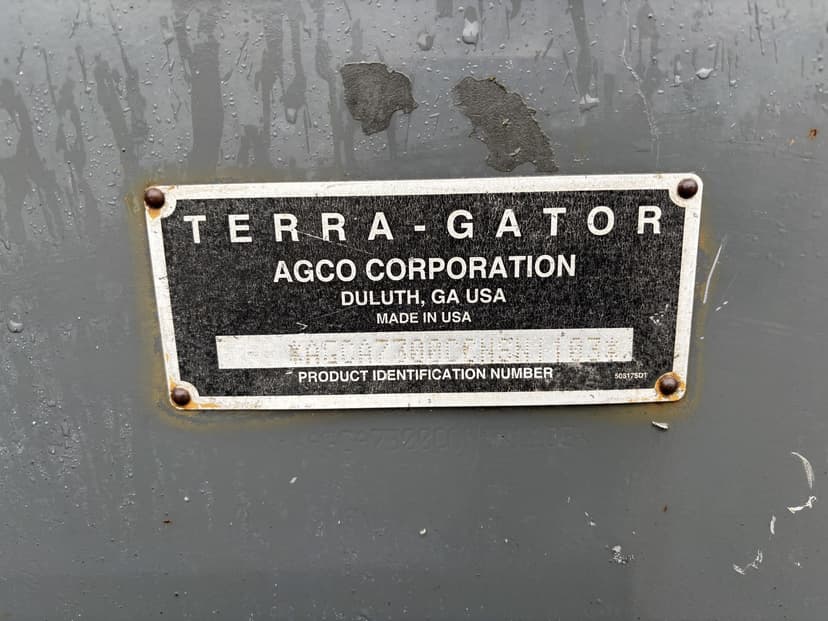 TERRA-GATOR
AGCO CORPORATION
DULUTH, GA USA
MADE IN USA
PRODUCT IDENTIFICATION NUMBER